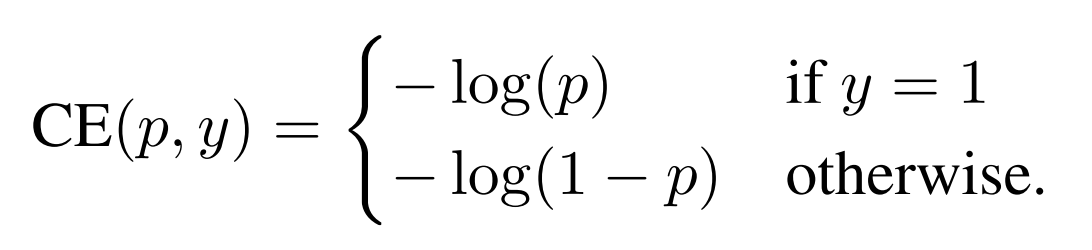 CE(p, y) = { −log(p) if y = 1
−log(1 − p) otherwise.